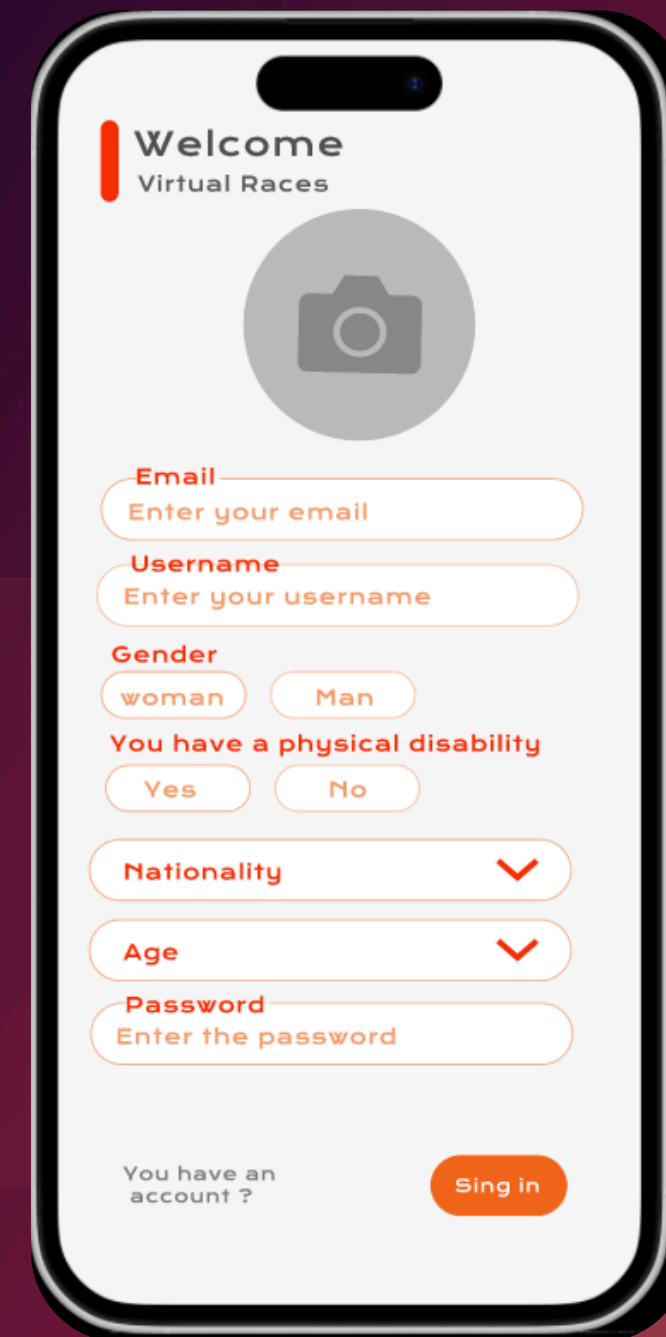 Welcome
Virtual Races
Email
Enter your email
Username
Enter your username
Gender
woman Man
You have a physical disability
Yes No
Nationality
Age
Password
Enter the password
You have an
account ?
Sing in